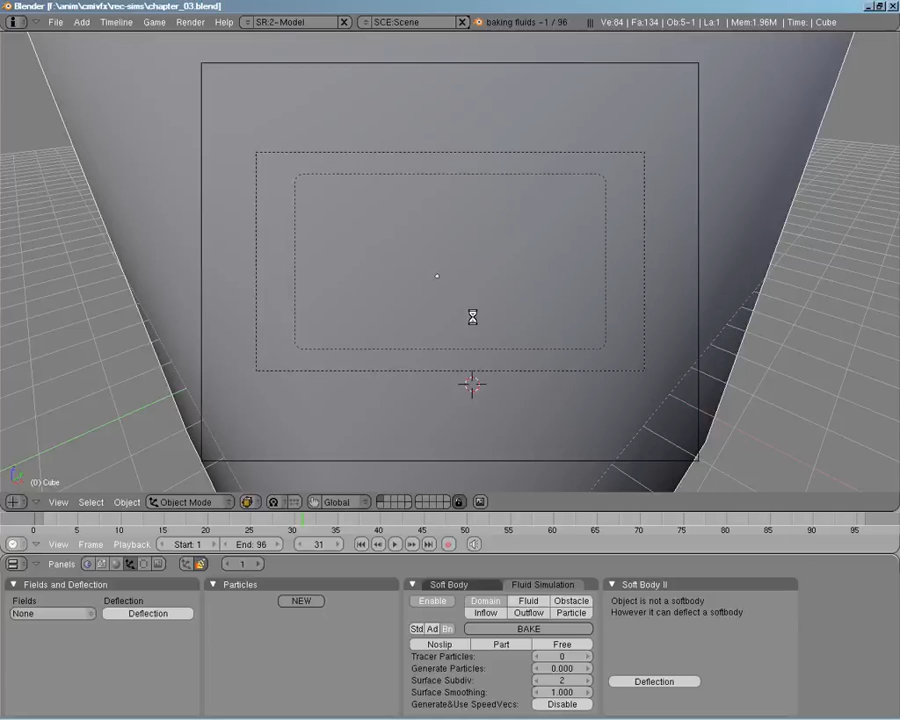 Blender [f:\anim\cmivfx\rec-sims\chapter_03.blend]
File Add Timeline Game Render Help SR:2-Model SCE:Scene baking fluids -1 / 96 Ve:84 | Fa:134 | Ob:5-1 | La:1 | Mem:1.96M | Time: | Cube
(0) Cube
View Select Object Object Mode Global
0 5 10 15 20 25 30 35 40 45 50 55 60 65 70 75 80 85 90 95
View Frame Playback Start: 1 End: 96 31
Panels 1
Fields and Deflection Particles Soft Body Fluid Simulation Soft Body II
Fields Deflection NEW Enable Domain Fluid Obstacle Object is not a softbody
None Deflection Inflow Outflow Particle However it can deflect a softbody
Std Ad Bn BAKE
Noslip Part Free
Tracer Particles: 0
Generate Particles: 0.000
Surface Subdiv: 2 Deflection
Surface Smoothing: 1.000
Generate&Use SpeedVecs: Disable